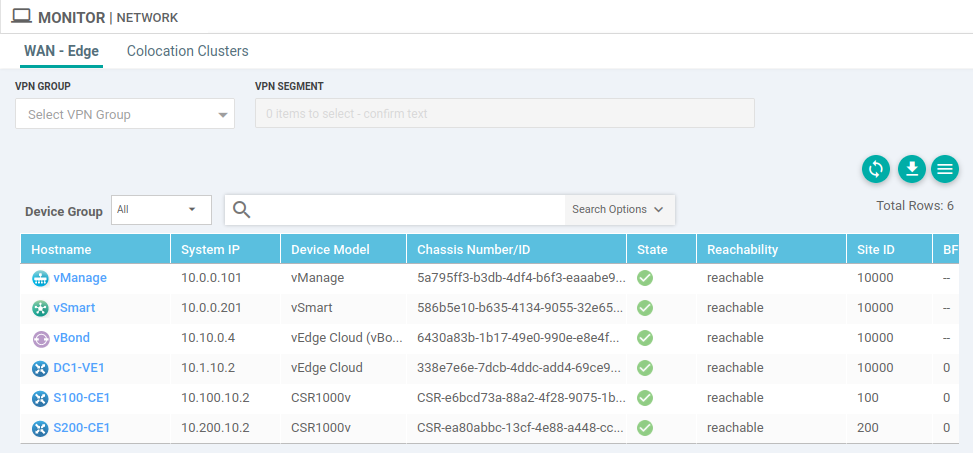 MONITOR | NETWORK
WAN - Edge Colocation Clusters
VPN GROUP VPN SEGMENT
Select VPN Group 0 items to select - confirm text
Total Rows: 6
Device Group All Search Options
Hostname System IP Device Model Chassis Number/ID State Reachability Site ID BF
vManage 10.0.0.101 vManage 5a795ff3-b3db-4df4-b6f3-eaaabe9... reachable 10000 --
vSmart 10.0.0.201 vSmart 586b5e10-b635-4134-9055-32e65... reachable 10000 --
vBond 10.10.0.4 vEdge Cloud (vBo... 6430a83b-1b17-49e0-990e-e8e4f... reachable 10000 --
DC1-VE1 10.1.10.2 vEdge Cloud 338e7e6e-7dcb-4ddc-add4-69ce9... reachable 10000 0
S100-CE1 10.100.10.2 CSR1000v CSR-e6bcd73a-88a2-4f28-9075-1b... reachable 100 0
S200-CE1 10.200.10.2 CSR1000v CSR-ea80abbc-13cf-4e88-a448-cc... reachable 200 0